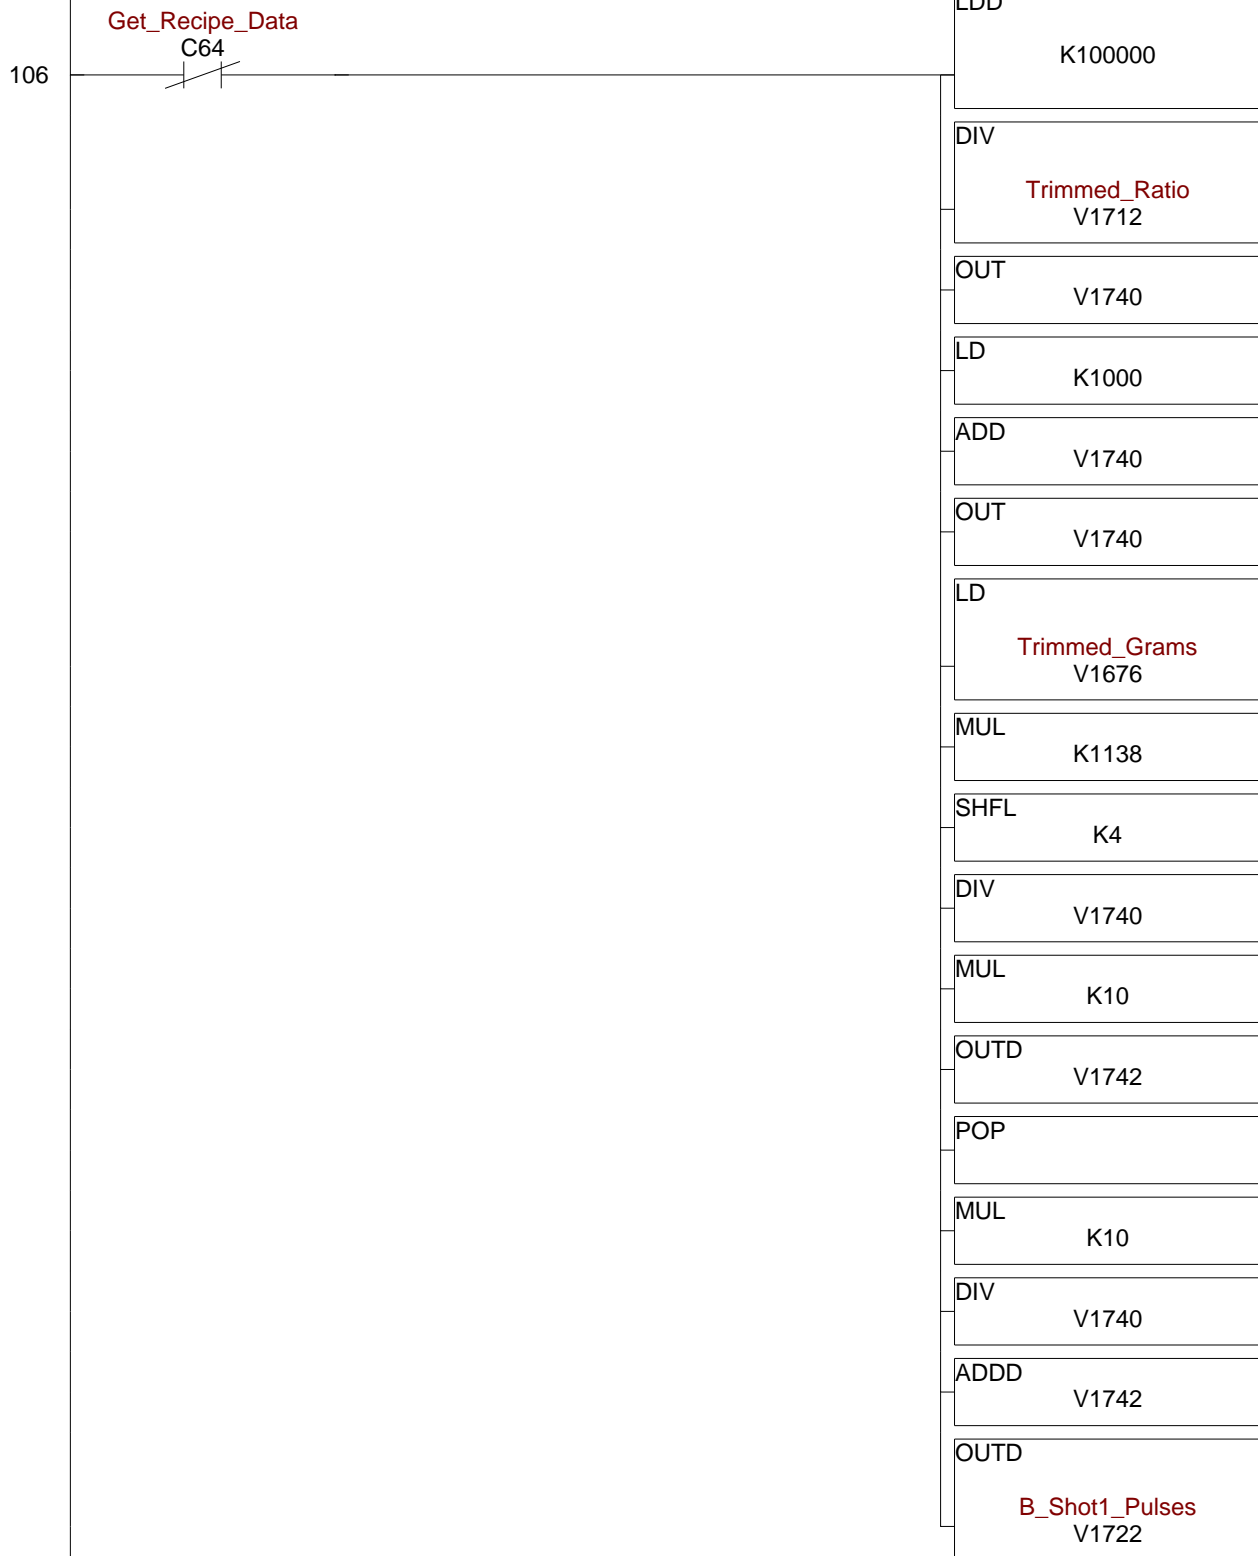 LDD
Get_Recipe_Data
C64
106
K100000
DIV
Trimmed_Ratio
V1712
OUT
V1740
LD
K1000
ADD
V1740
OUT
V1740
LD
Trimmed_Grams
V1676
MUL
K1138
SHFL
K4
DIV
V1740
MUL
K10
OUTD
V1742
POP
MUL
K10
DIV
V1740
ADDD
V1742
OUTD
B_Shot1_Pulses
V1722